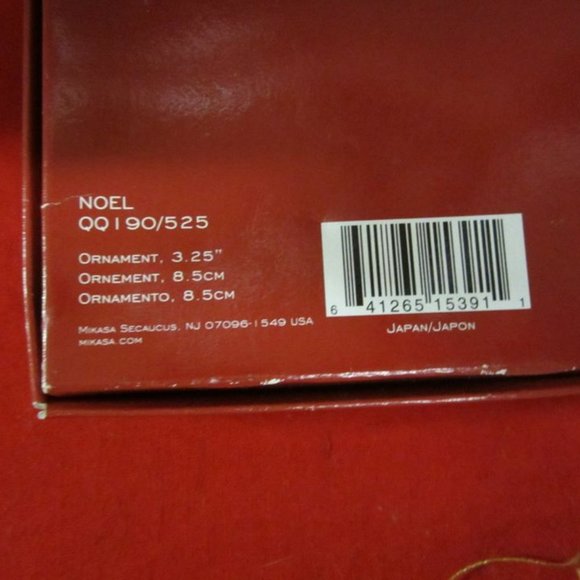 NOEL
QQ190/525
ORNAMENT, 3.25"
ORNEMENT, 8.5CM
ORNAMENTO, 8.5CM
MIKASA SECAUCUS, NJ 07096-1549 USA
MIKASA.COM
6 41265 15391 1
JAPAN/JAPON